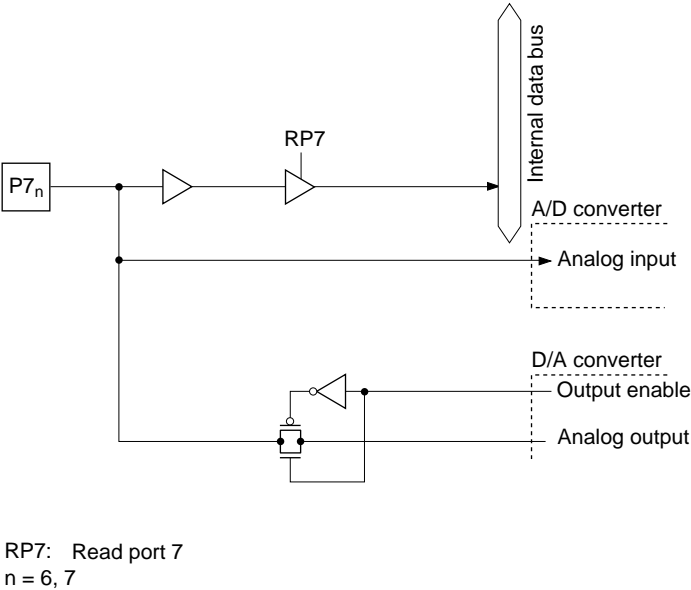 Internal data bus
RP7
P7n
A/D converter
Analog input
D/A converter
Output enable
Analog output
RP7: Read port 7
n = 6, 7